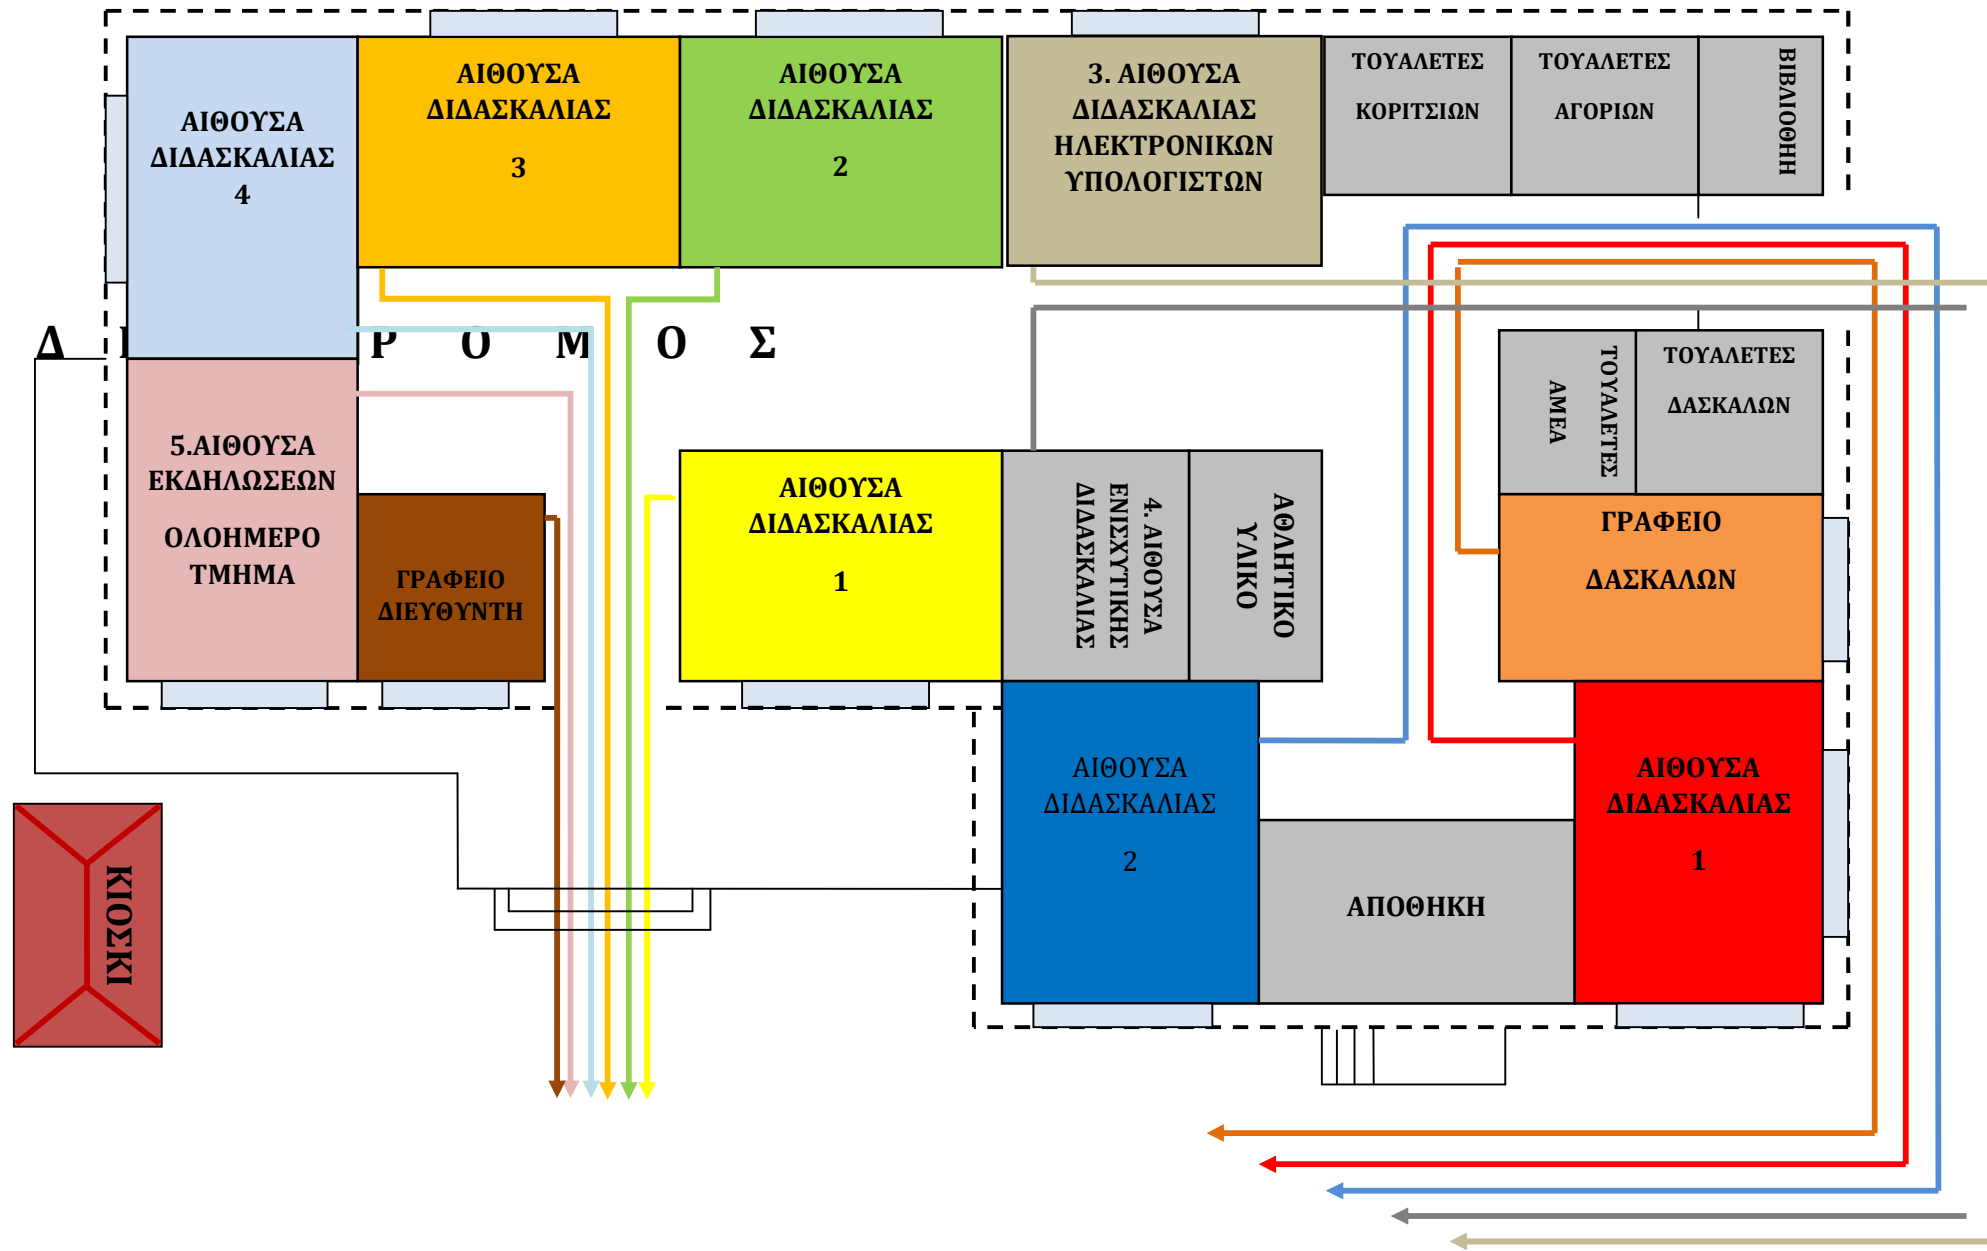 ΑΙΘΟΥΣΑ
ΔΙΔΑΣΚΑΛΙΑΣ
4
ΑΙΘΟΥΣΑ
ΔΙΔΑΣΚΑΛΙΑΣ
3
ΑΙΘΟΥΣΑ
ΔΙΔΑΣΚΑΛΙΑΣ
2
3. ΑΙΘΟΥΣΑ
ΔΙΔΑΣΚΑΛΙΑΣ
ΗΛΕΚΤΡΟΝΙΚΩΝ
ΥΠΟΛΟΓΙΣΤΩΝ
ΤΟΥΑΛΕΤΕΣ
ΚΟΡΙΤΣΙΩΝ
ΤΟΥΑΛΕΤΕΣ
ΑΓΟΡΙΩΝ
ΒΙΒΛΙΟΘΗΗ
Δ Ρ Ο Μ Ο Σ
5.ΑΙΘΟΥΣΑ
ΕΚΔΗΛΩΣΕΩΝ
ΟΛΟΗΜΕΡΟ
ΤΜΗΜΑ
ΓΡΑΦΕΙΟ
ΔΙΕΥΘΥΝΤΗ
ΑΙΘΟΥΣΑ
ΔΙΔΑΣΚΑΛΙΑΣ
1
4. ΑΙΘΟΥΣΑ
ΕΝΙΣΧΥΤΙΚΗΣ
ΔΙΔΑΣΚΑΛΙΑΣ
ΑΘΛΗΤΙΚΟ
ΥΛΙΚΟ
ΤΟΥΑΛΕΤΕΣ
ΑΜΕΑ
ΤΟΥΑΛΕΤΕΣ
ΔΑΣΚΑΛΩΝ
ΓΡΑΦΕΙΟ
ΔΑΣΚΑΛΩΝ
ΑΙΘΟΥΣΑ
ΔΙΔΑΣΚΑΛΙΑΣ
2
ΑΠΟΘΗΚΗ
ΑΙΘΟΥΣΑ
ΔΙΔΑΣΚΑΛΙΑΣ
1
ΚΙΟΣΚΙ